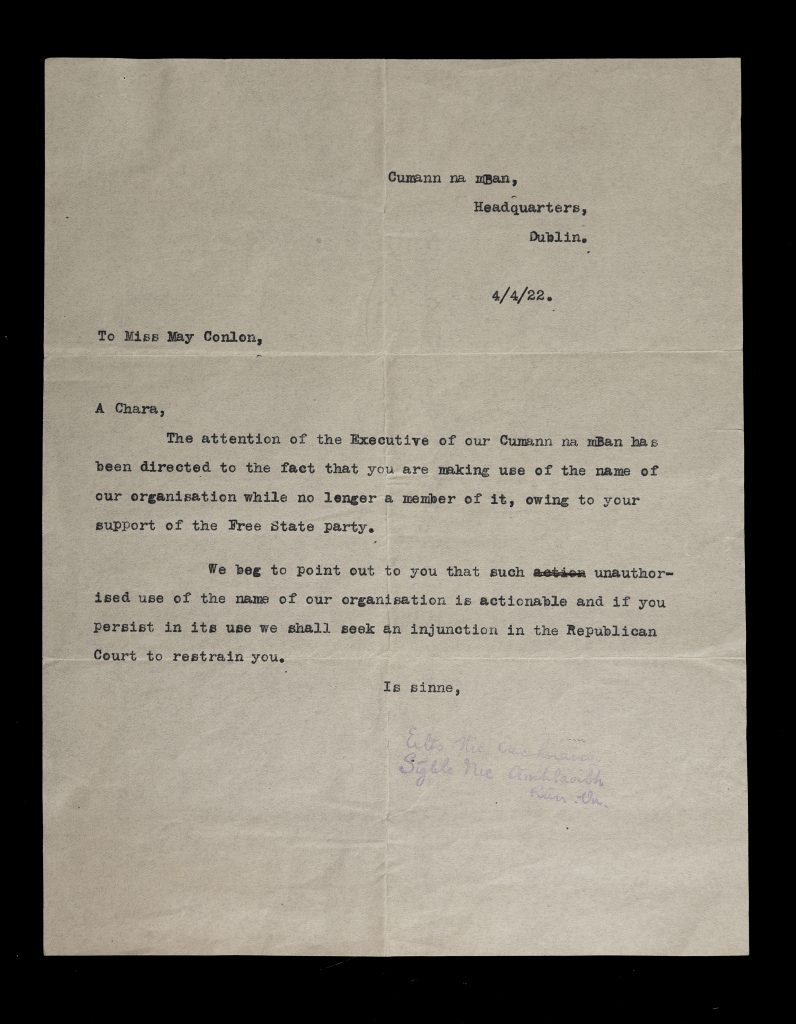 Cumann na mBan,
Headquarters,
Dublin.
4/4/22.
To Miss May Conlon,
A Chara,
The attention of the Executive of our Cumann na mBan has
been directed to the fact that you are making use of the name of
our organisation while no longer a member of it, owing to your
support of the Free State party.
We beg to point out to you that such action unauthor-
ised use of the name of our organisation is actionable and if you
persist in its use we shall seek an injunction in the Republican
Court to restrain you.
Is sinne,
Eilís Nic
Nic Amhlaoibh